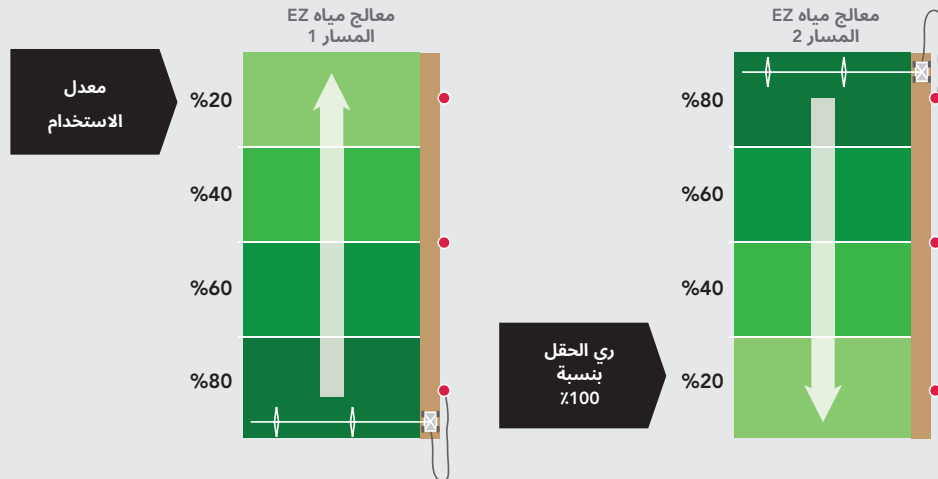 معالج مياه EZ
المسار 1
معدل
الاستخدام
%20
%40
%60
%80
معالج مياه EZ
المسار 2
%80
%60
%40
%20
ري الحقل
بنسبة
100٪